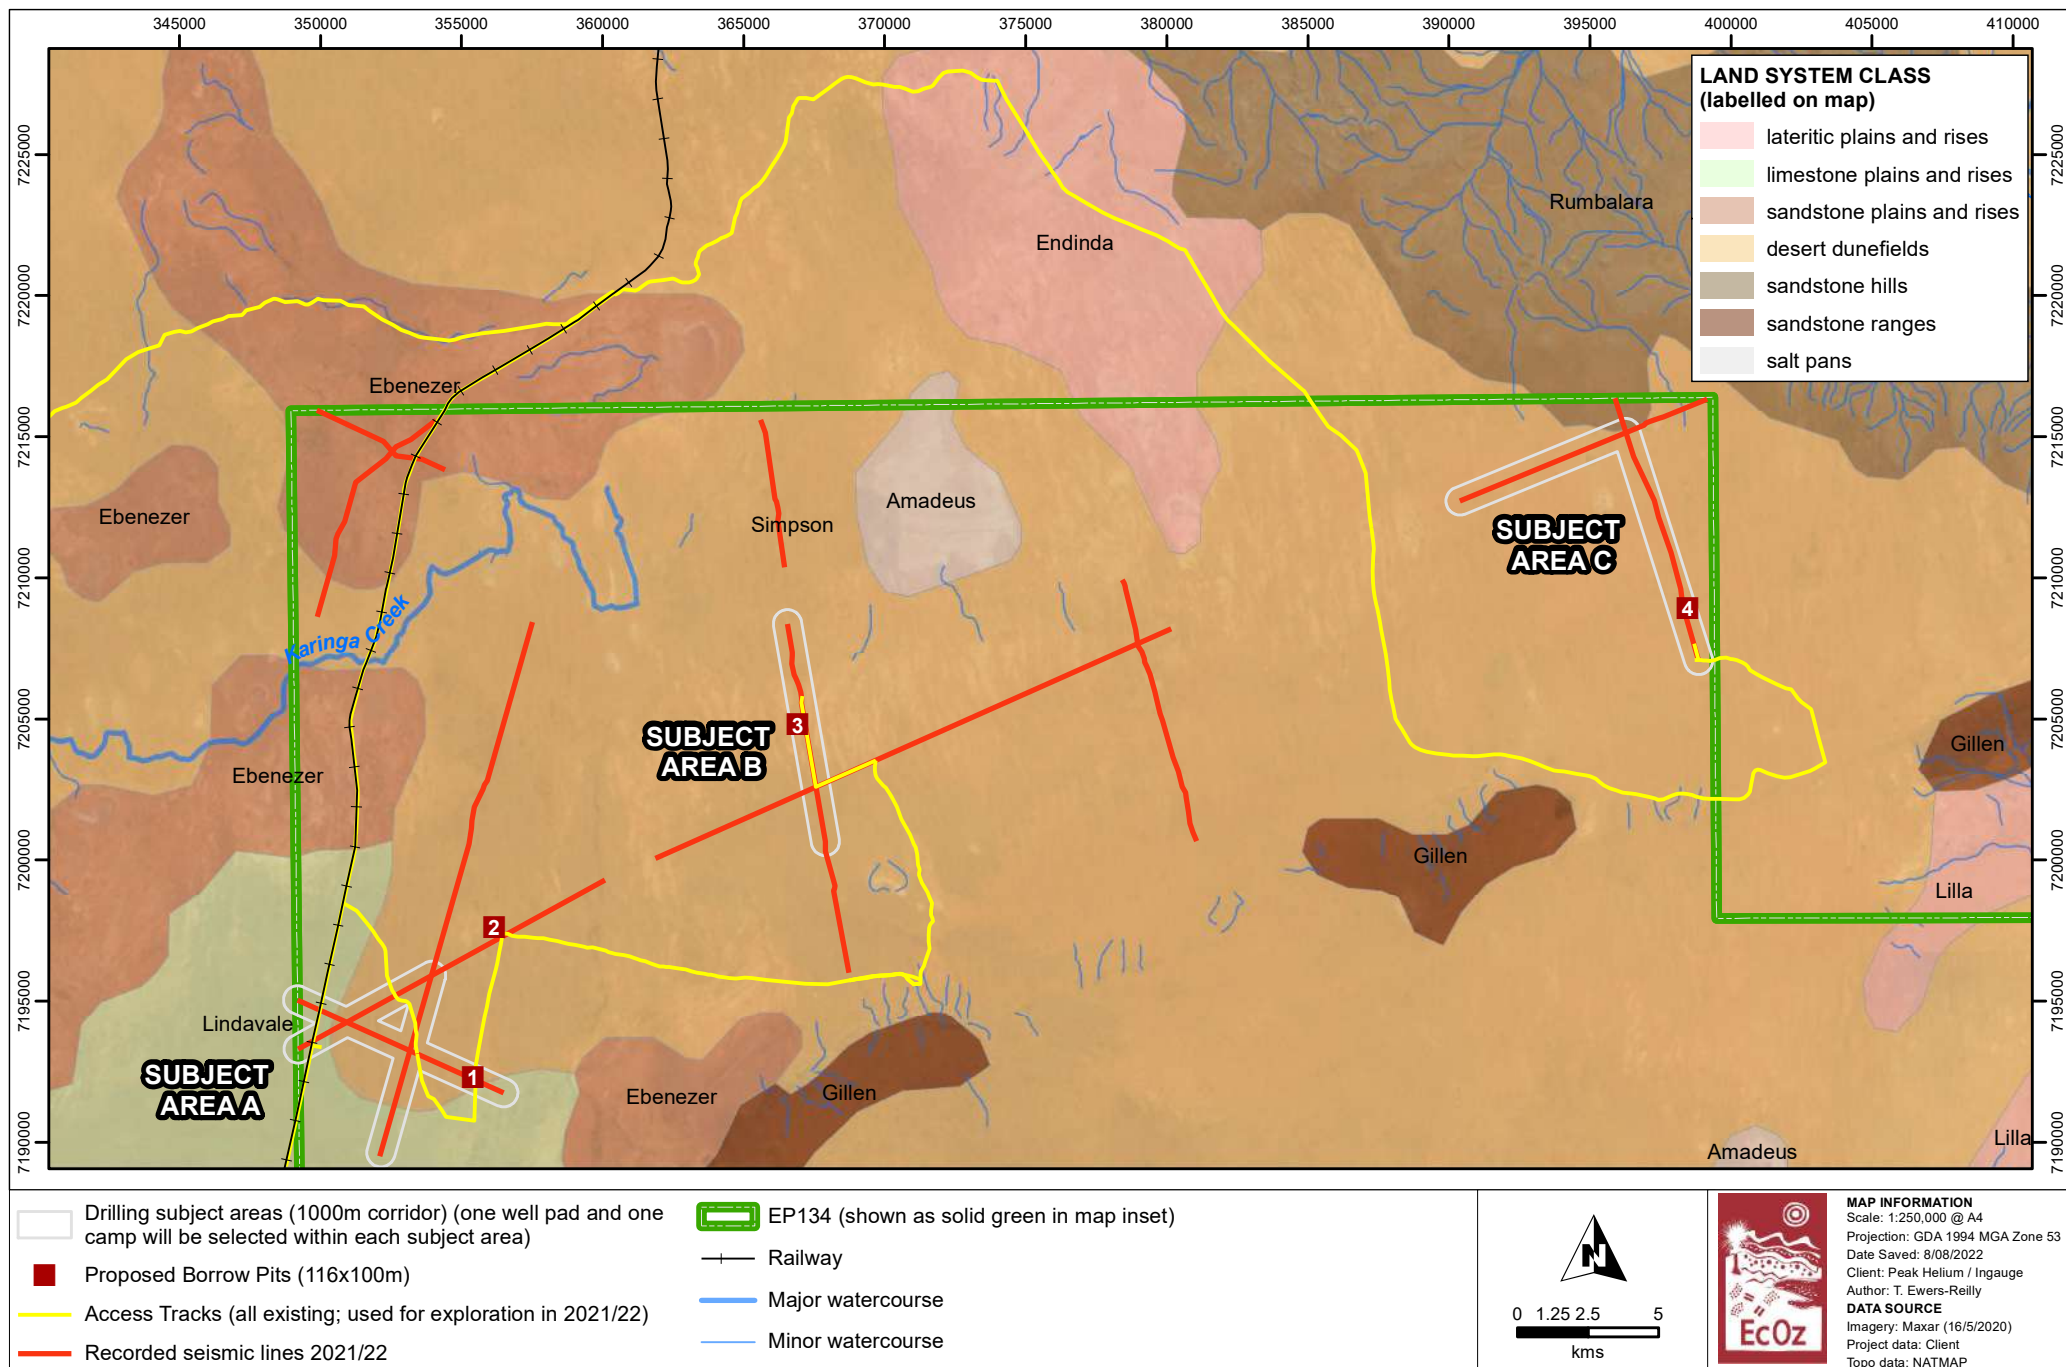 345000
350000
355000
360000
365000
370000
375000
380000
385000
390000
395000
400000
405000
410000
7225000
7220000
7215000
7210000
7205000
7200000
7195000
7190000
7225000
7220000
7215000
7210000
7205000
7200000
7195000
7190000
LAND SYSTEM CLASS
(labelled on map)
lateritic plains and rises
limestone plains and rises
sandstone plains and rises
desert dunefields
sandstone hills
sandstone ranges
salt pans
Rumbalara
Endinda
Ebenezer
Ebenezer
Amadeus
Simpson
SUBJECT
AREA C
4
Karinga Creek
SUBJECT
AREA B
3
Ebenezer
Gillen
Gillen
Lilla
2
Lindavale
SUBJECT
AREA A
1
Ebenezer
Gillen
Amadeus
Lilla
Drilling subject areas (1000m corridor) (one well pad and one
camp will be selected within each subject area)
Proposed Borrow Pits (116x100m)
Access Tracks (all existing; used for exploration in 2021/22)
Recorded seismic lines 2021/22
EP134 (shown as solid green in map inset)
Railway
Major watercourse
Minor watercourse
N
0 1.25 2.5 5
kms
EcOz
MAP INFORMATION
Scale: 1:250,000 @ A4
Projection: GDA 1994 MGA Zone 53
Date Saved: 8/08/2022
Client: Peak Helium / Ingauge
Author: T. Ewers-Reilly
DATA SOURCE
Imagery: Maxar (16/5/2020)
Project data: Client
Topo data: NATMAP